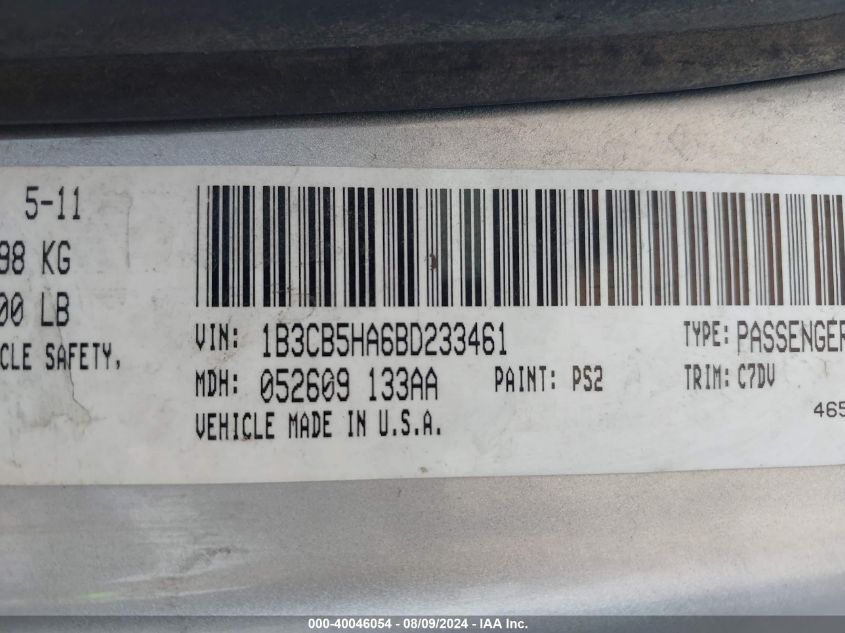 5-11
98 KG
00 LB
CLE SAFETY,
VIN: 1B3CB5HA6BD233461
TYPE: PASSENGER
MDH: 052609 133AA
PAINT: PS2
TRIM: C7DV
VEHICLE MADE IN U.S.A.
465
000-40046054 - 08/09/2024 - IAA Inc.